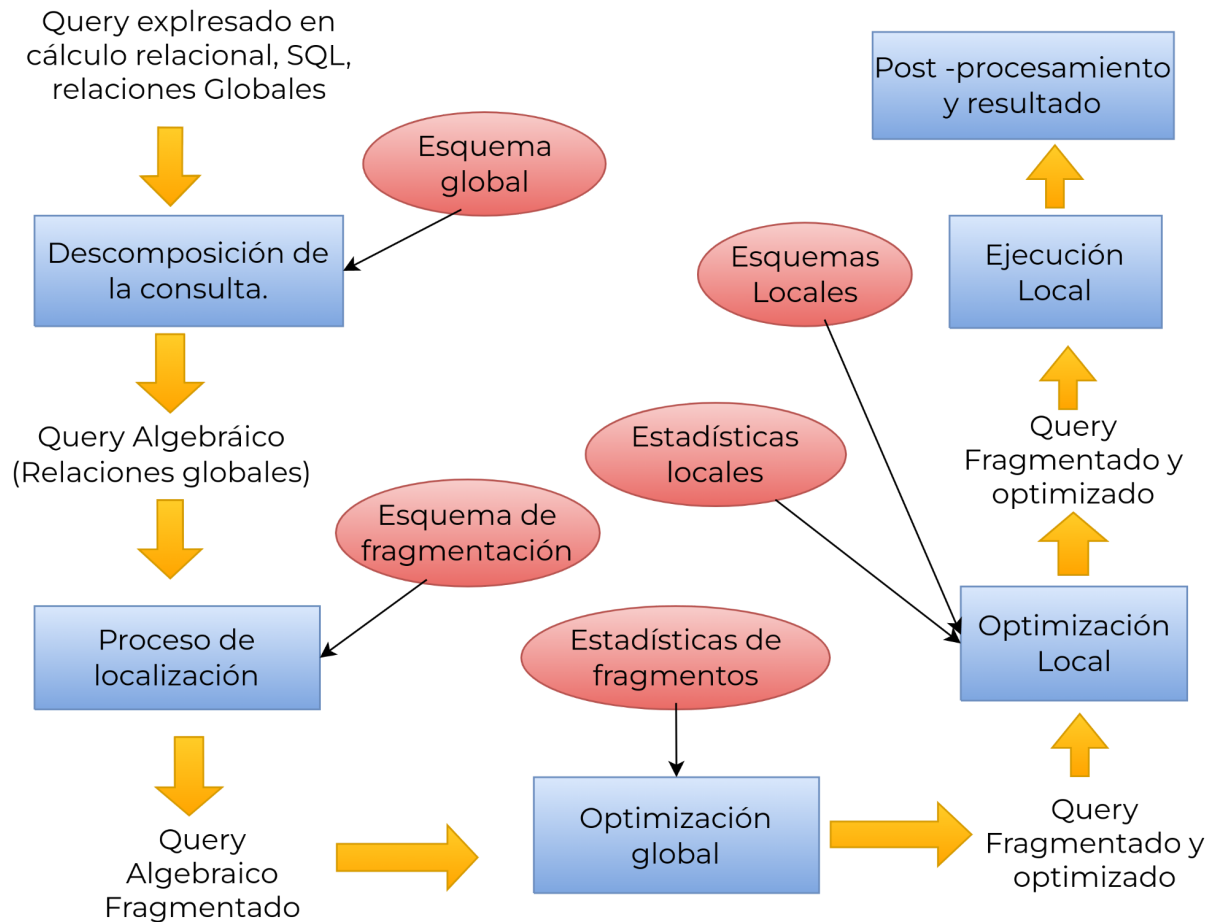 Query explresado en
cálculo relacional, SQL,
relaciones Globales
Esquema
global
Descomposición de
la consulta.
Query Algebráico
(Relaciones globales)
Esquema de
fragmentación
Proceso de
localización
Query
Algebraico
Fragmentado
Estadísticas de
fragmentos
Optimización
global
Query
Fragmentado y
optimizado
Esquemas
Locales
Estadísticas
locales
Optimización
Local
Query
Fragmentado y
optimizado
Ejecución
Local
Post -procesamiento
y resultado